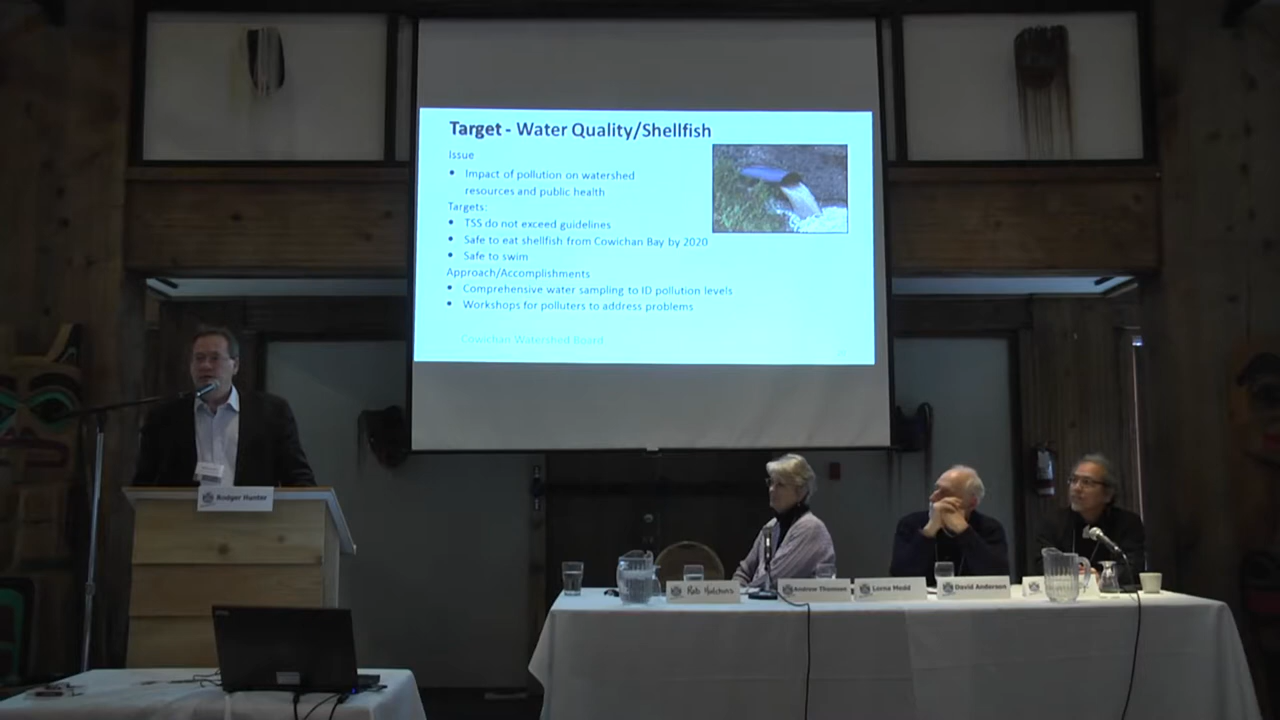 Target - Water Quality/Shellfish
Issue
• Impact of pollution on watershed
resources and public health
Targets:
• TSS do not exceed guidelines
• Safe to eat shellfish from Cowichan Bay by 2020
• Safe to swim
Approach/Accomplishments
• Comprehensive water sampling to ID pollution levels
• Workshops for polluters to address problems
Cowichan Watershed Board
Rodger Hunter
Rob Hutchins
Andrew Thomson
Lorna Medd
David Anderson